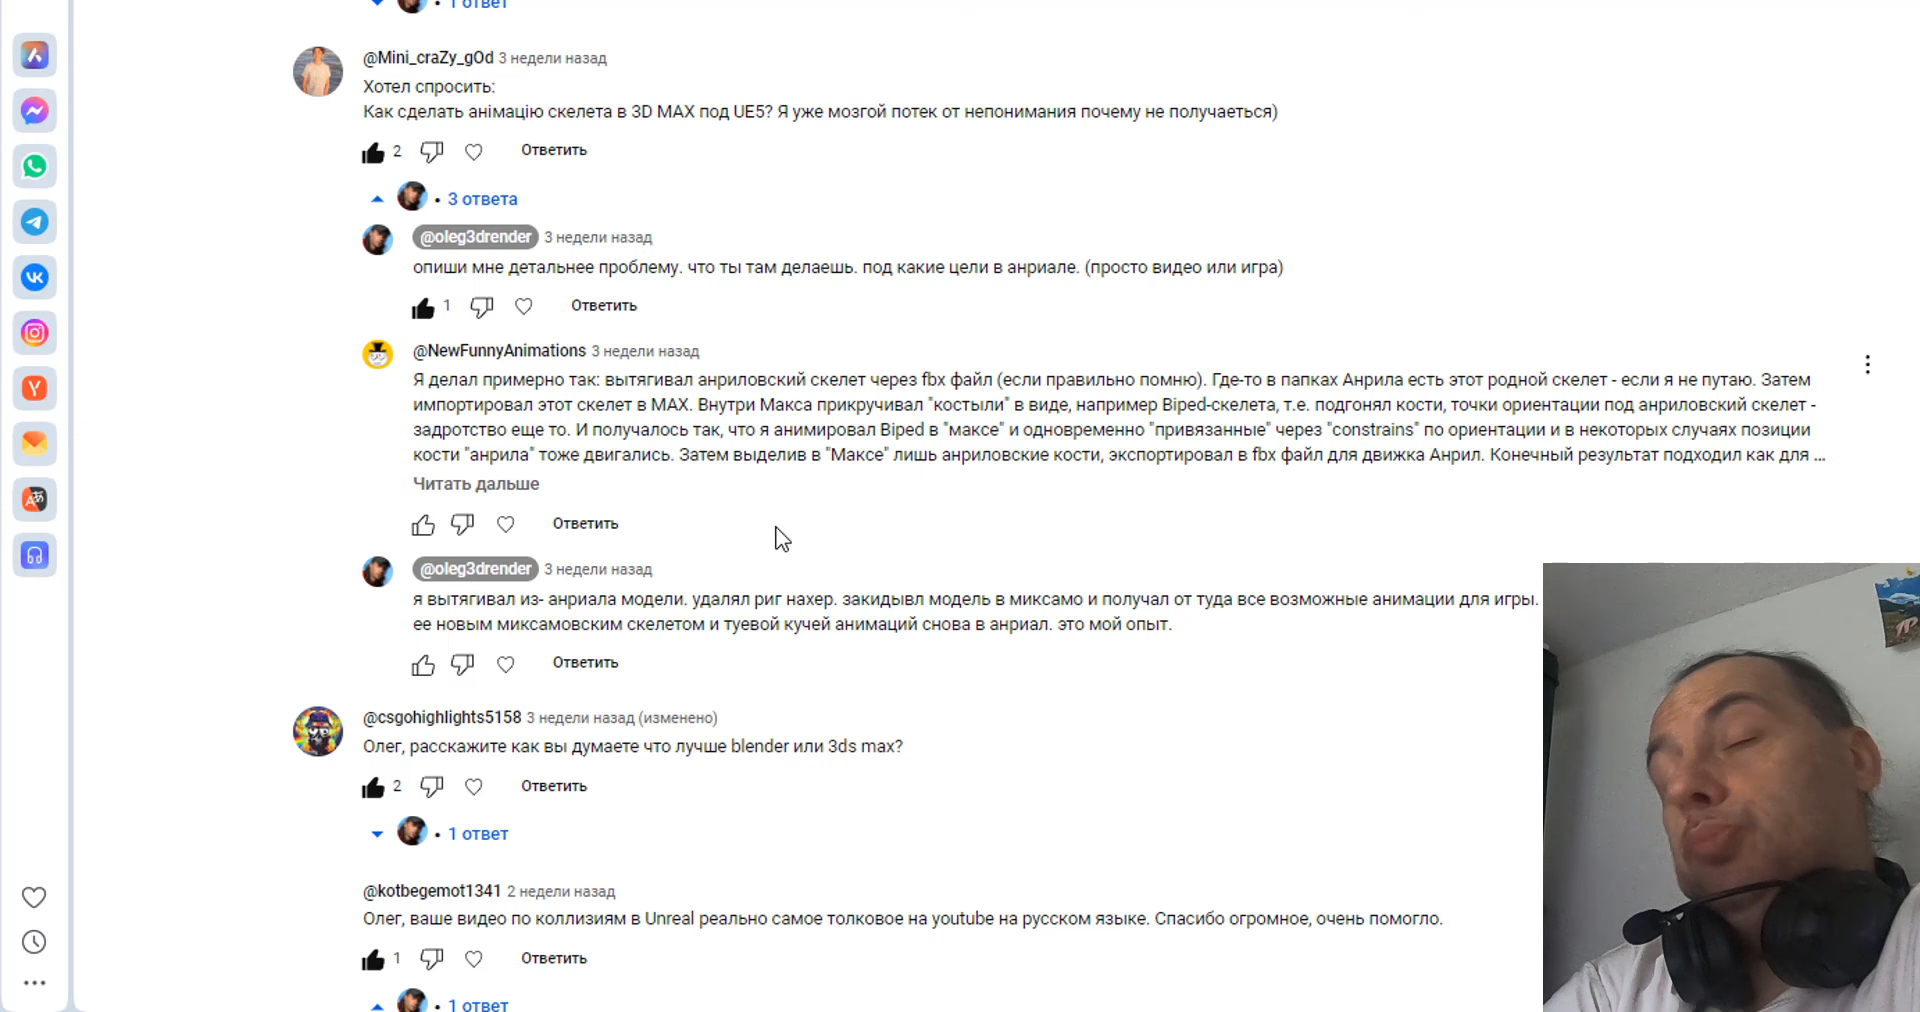 1 ответ
@Mini_craZy_gOd 3 недели назад
Хотел спросить:
Как сделать анімацію скелета в 3D MAX под UE5? Я уже мозгой потек от непонимания почему не получаеться)
2 Ответить
• 3 ответа
@oleg3drender 3 недели назад
опиши мне детальнее проблему. что ты там делаешь. под какие цели в анриале. (просто видео или игра)
1 Ответить
@NewFunnyAnimations 3 недели назад
Я делал примерно так: вытягивал анриловский скелет через fbx файл (если правильно помню). Где-то в папках Анрила есть этот родной скелет - если я не путаю. Затем
импортировал этот скелет в MAX. Внутри Макса прикручивал "костыли" в виде, например Biped-скелета, т.е. подгонял кости, точки ориентации под анриловский скелет -
задротство еще то. И получалось так, что я анимировал Biped в "максе" и одновременно "привязанные" через "constrains" по ориентации и в некоторых случаях позиции
кости "анрила" тоже двигались. Затем выделив в "Максе" лишь анриловские кости, экспортировал в fbx файл для движка Анрил. Конечный результат подходил как для ...
Читать дальше
Ответить
@oleg3drender 3 недели назад
я вытягивал из- анриала модели. удалял риг нахер. закидывл модель в миксамо и получал от туда все возможные анимации для игры.
ее новым миксамовским скелетом и туевой кучей анимаций снова в анриал. это мой опыт.
Ответить
@csgohighlights5158 3 недели назад (изменено)
Олег, расскажите как вы думаете что лучше blender или 3ds max?
2 Ответить
• 1 ответ
@kotbegemot1341 2 недели назад
Олег, ваше видео по коллизиям в Unreal реально самое толковое на youtube на русском языке. Спасибо огромное, очень помогло.
1 Ответить
• 1 ответ